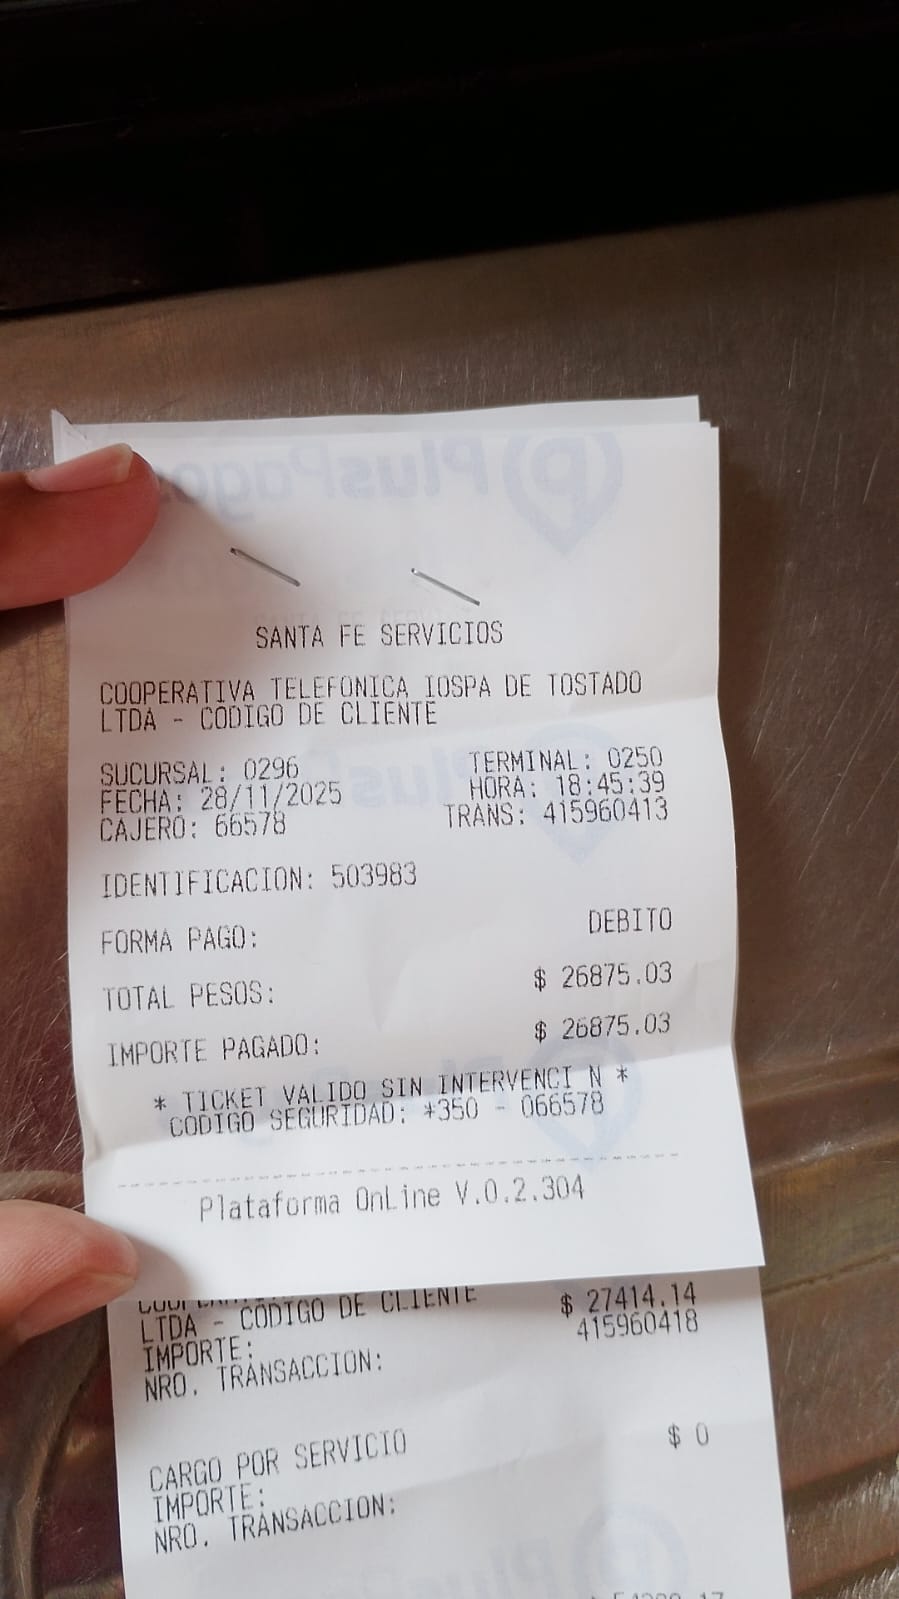 SANTA FE SERVICIOS
COOPERATIVA TELEFONICA IOSPA DE TOSTADO
LTDA - CODIGO DE CLIENTE
SUCURSAL: 0296 TERMINAL: 0250
FECHA: 28/11/2025 HORA: 18:45:39
CAJERO: 66578 TRANS: 415960413
IDENTIFICACION: 503983
FORMA PAGO: DEBITO
TOTAL PESOS: $ 26875.03
IMPORTE PAGADO: $ 26875.03
* TICKET VALIDO SIN INTERVENCI N *
CODIGO SEGURIDAD: *350 - 066578
Plataforma OnLine V.0.2.304
LTDA - CODIGO DE CLIENTE
IMPORTE: $ 27414.14
NRO. TRANSACCION: 415960418
CARGO POR SERVICIO
IMPORTE: $ 0
NRO. TRANSACCION: